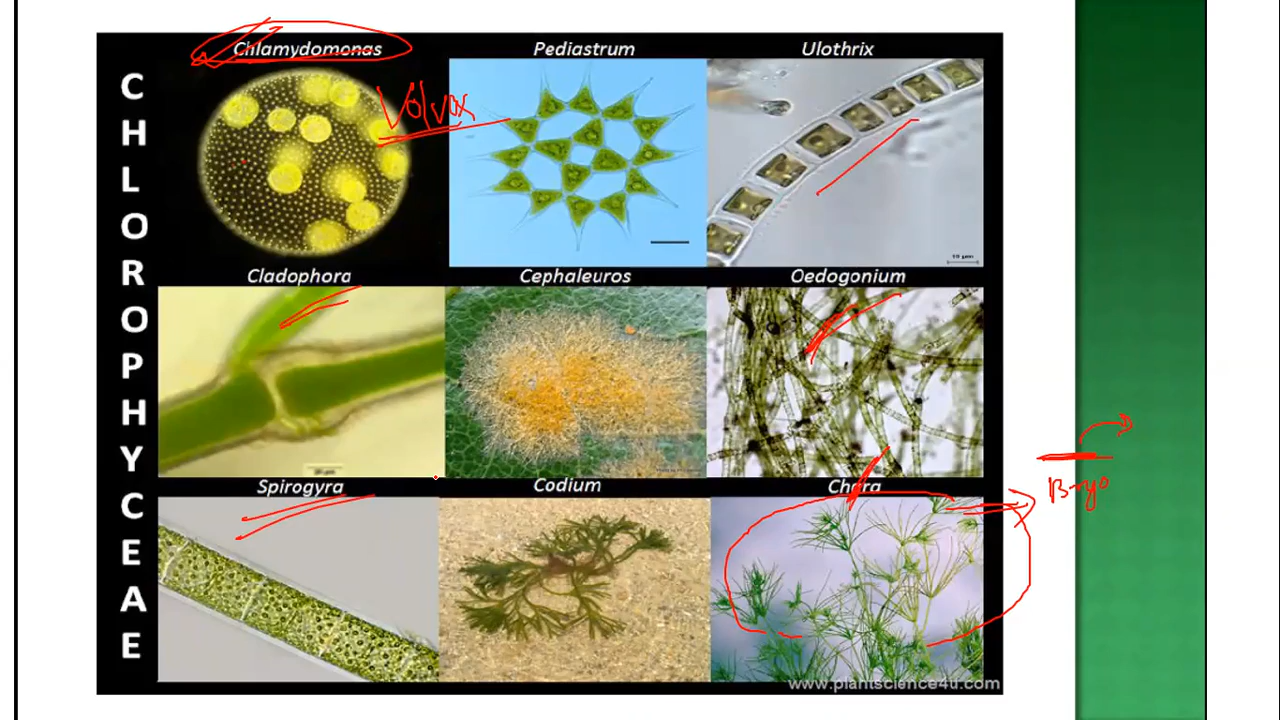 Chlamydomonas
Pediastrum
Ulothrix
Volvox
Cladophora
Cephaleuros
Oedogonium
Spirogyra
Codium
Chara
Bryo
CHLOROPHYCEAE
www.plantscience4u.com